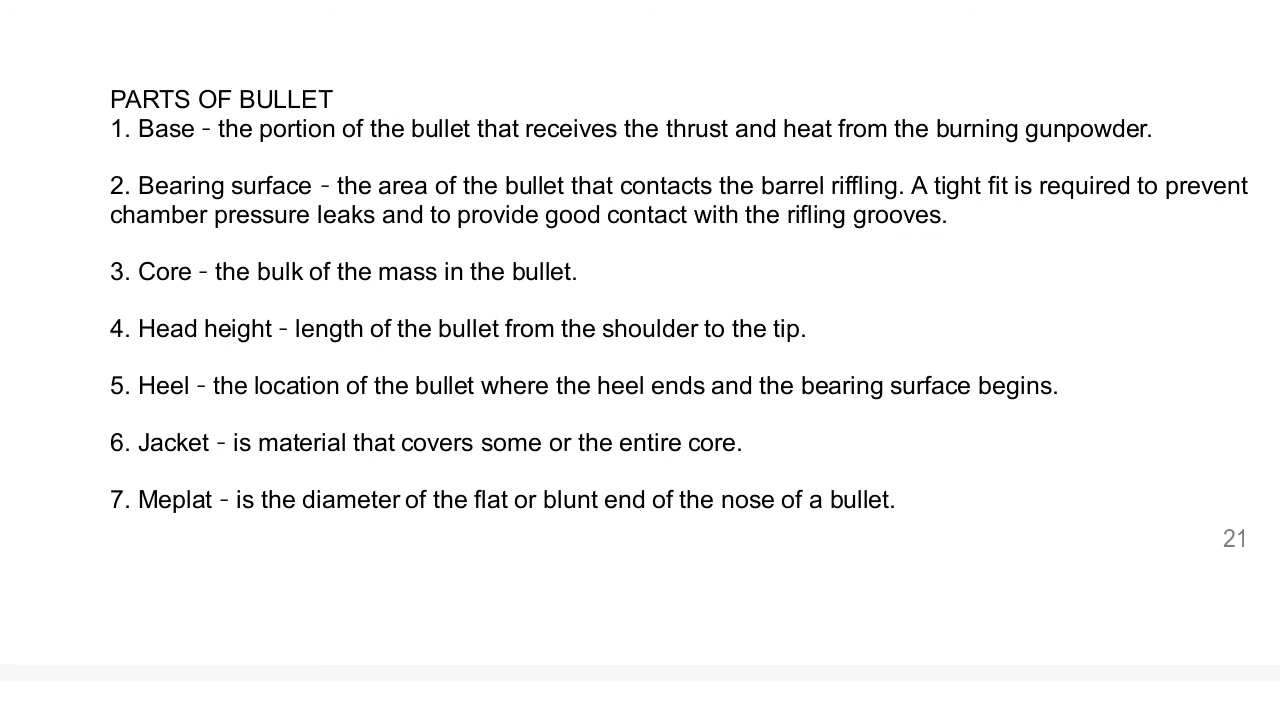 PARTS OF BULLET
1. Base - the portion of the bullet that receives the thrust and heat from the burning gunpowder.
2. Bearing surface - the area of the bullet that contacts the barrel riffling. A tight fit is required to prevent
chamber pressure leaks and to provide good contact with the rifling grooves.
3. Core - the bulk of the mass in the bullet.
4. Head height - length of the bullet from the shoulder to the tip.
5. Heel - the location of the bullet where the heel ends and the bearing surface begins.
6. Jacket - is material that covers some or the entire core.
7. Meplat - is the diameter of the flat or blunt end of the nose of a bullet.
21